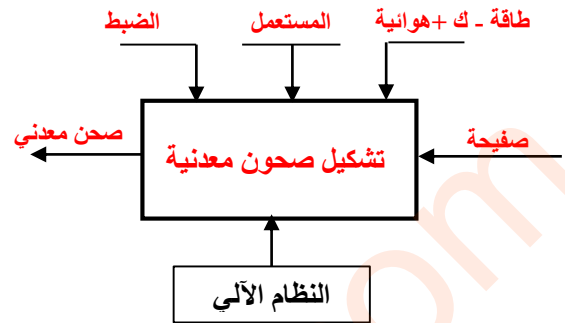 طاقة - ك +هوائية
المستعمل
الضبط
صفيحة
تشكيل صحون معدنية
صحن معدني
النظام الآلي